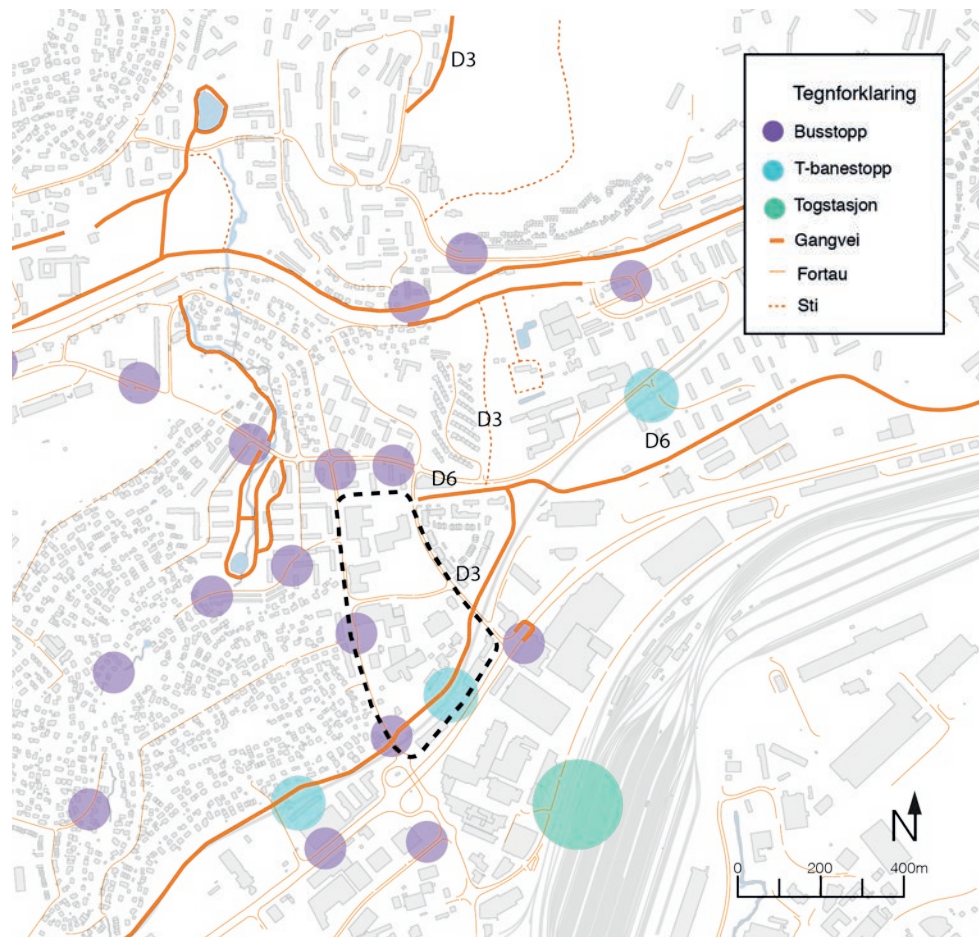 D3
Tegnforklaring
Busstopp
T-banestopp
Togstasjon
Gangvei
Fortau
Sti
D3
D6
D6
D3
N
0 200 400m